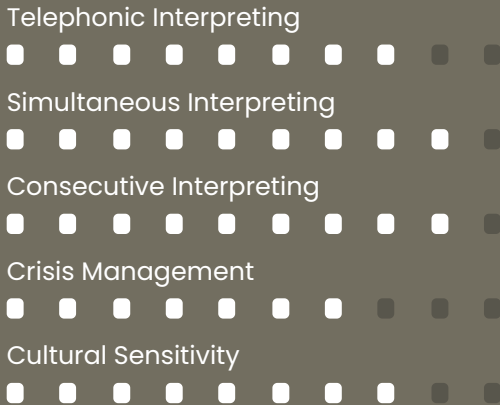 Telephonic Interpreting
Simultaneous Interpreting
Consecutive Interpreting
Crisis Management
Cultural Sensitivity